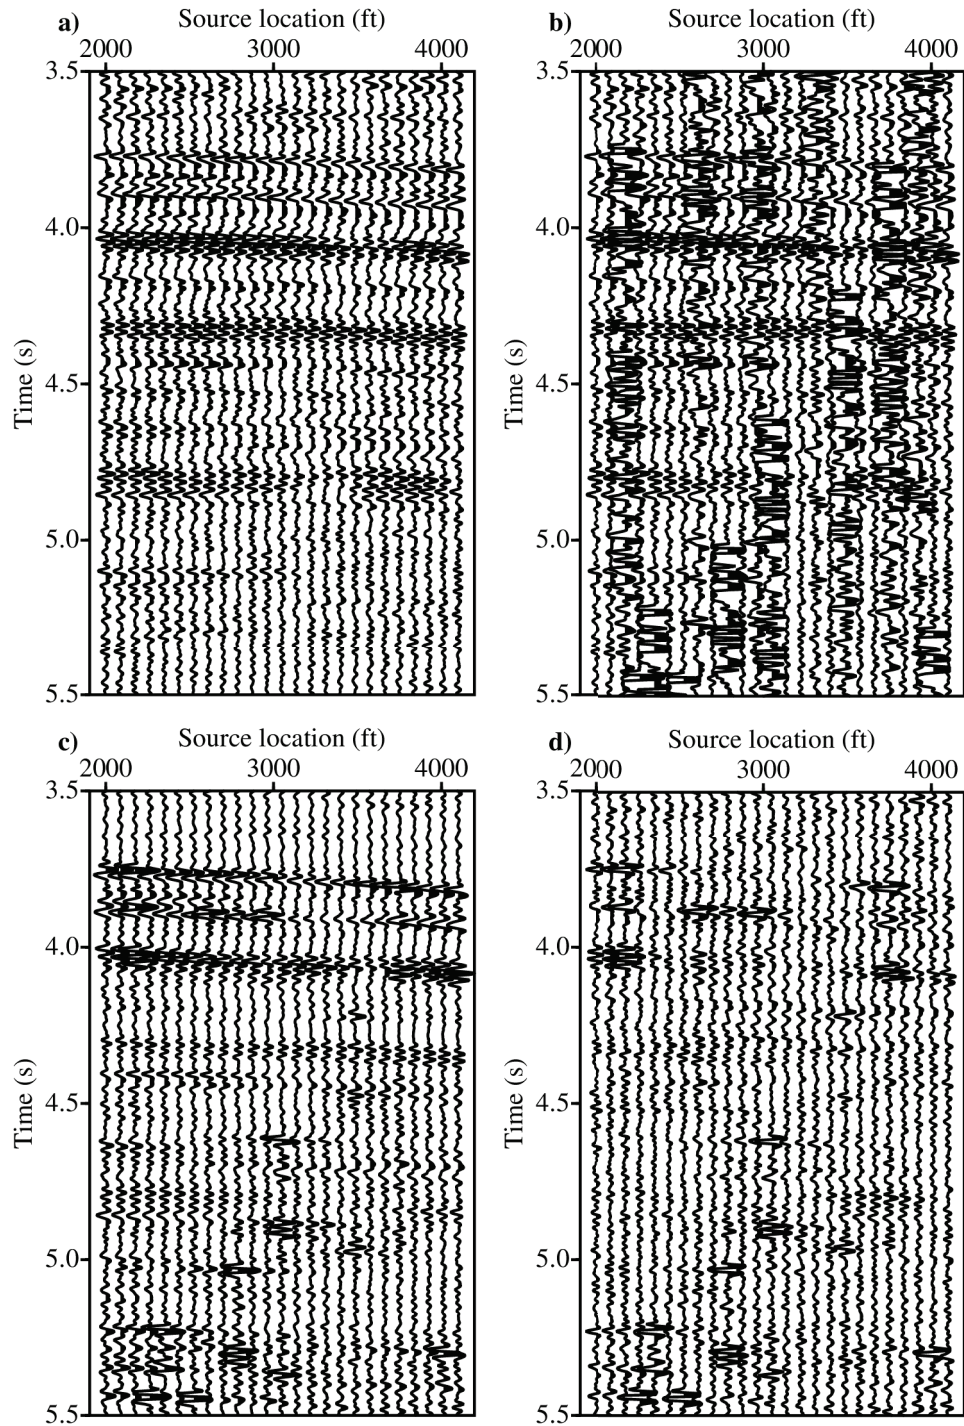 a) Source location (ft)
2000 3000 4000
3.5
4.0
4.5
5.0
5.5
Time (s)
b) Source location (ft)
2000 3000 4000
3.5
4.0
4.5
5.0
5.5
Time (s)
c) Source location (ft)
2000 3000 4000
3.5
4.0
4.5
5.0
5.5
Time (s)
d) Source location (ft)
2000 3000 4000
3.5
4.0
4.5
5.0
5.5
Time (s)